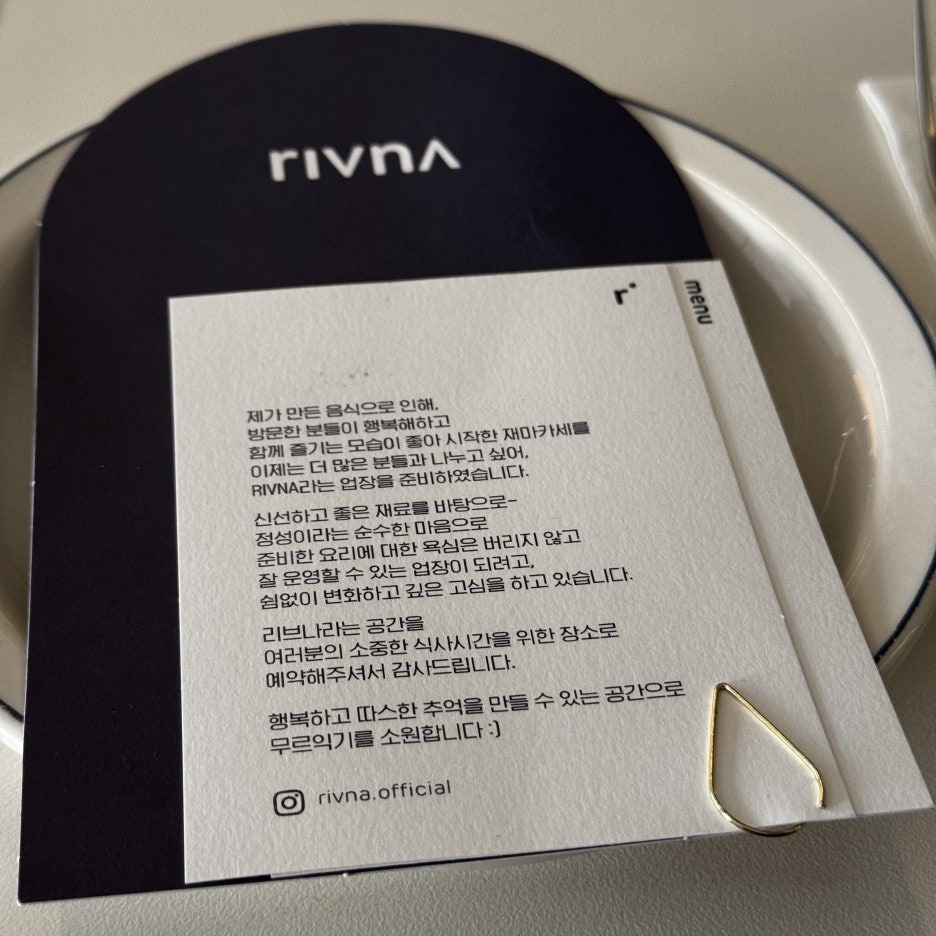 rivna
r
menu
제가 만든 음식으로 인해,
방문한 분들이 행복해하고
함께 즐기는 모습이 좋아 시작한 재마카세를
이제는 더 많은 분들과 나누고 싶어,
RIVNA라는 업장을 준비하였습니다.
신선하고 좋은 재료를 바탕으로-
정성이라는 순수한 마음으로
준비한 요리에 대한 욕심은 버리지 않고
잘 운영할 수 있는 업장이 되려고,
쉼없이 변화하고 깊은 고심을 하고 있습니다.
리브나라는 공간을
여러분의 소중한 식사시간을 위한 장소로
예약해주셔서 감사드립니다.
행복하고 따스한 추억을 만들 수 있는 공간으로
무르익기를 소원합니다 :)
rivna.official